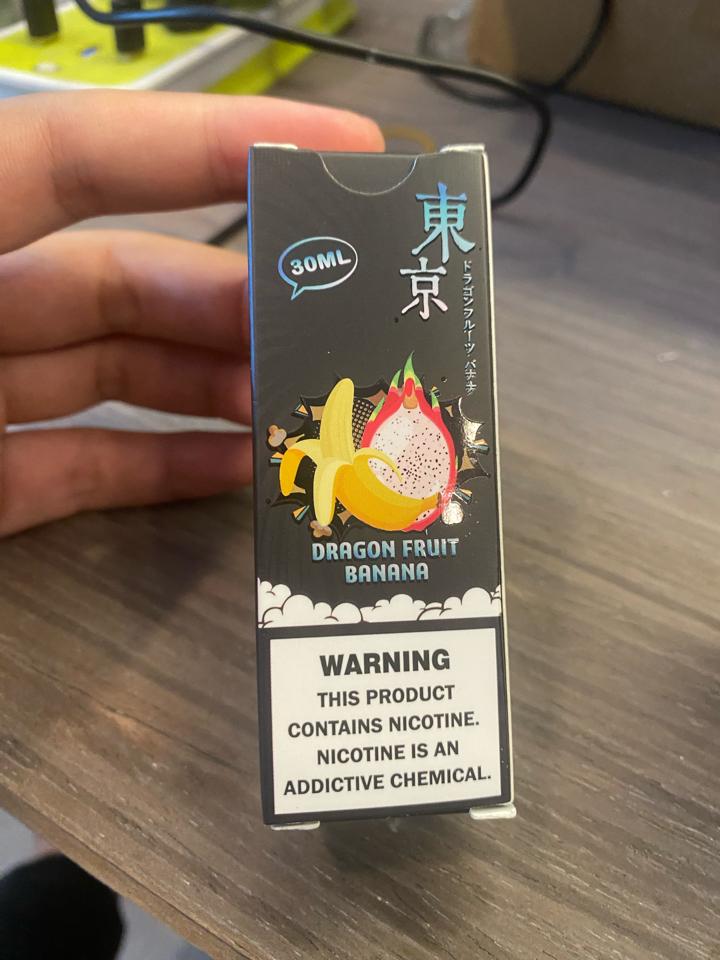 30ML
東京
ドラゴンフルーツ バナナ
DRAGON FRUIT
BANANA
WARNING
THIS PRODUCT
CONTAINS NICOTINE.
NICOTINE IS AN
ADDICTIVE CHEMICAL.